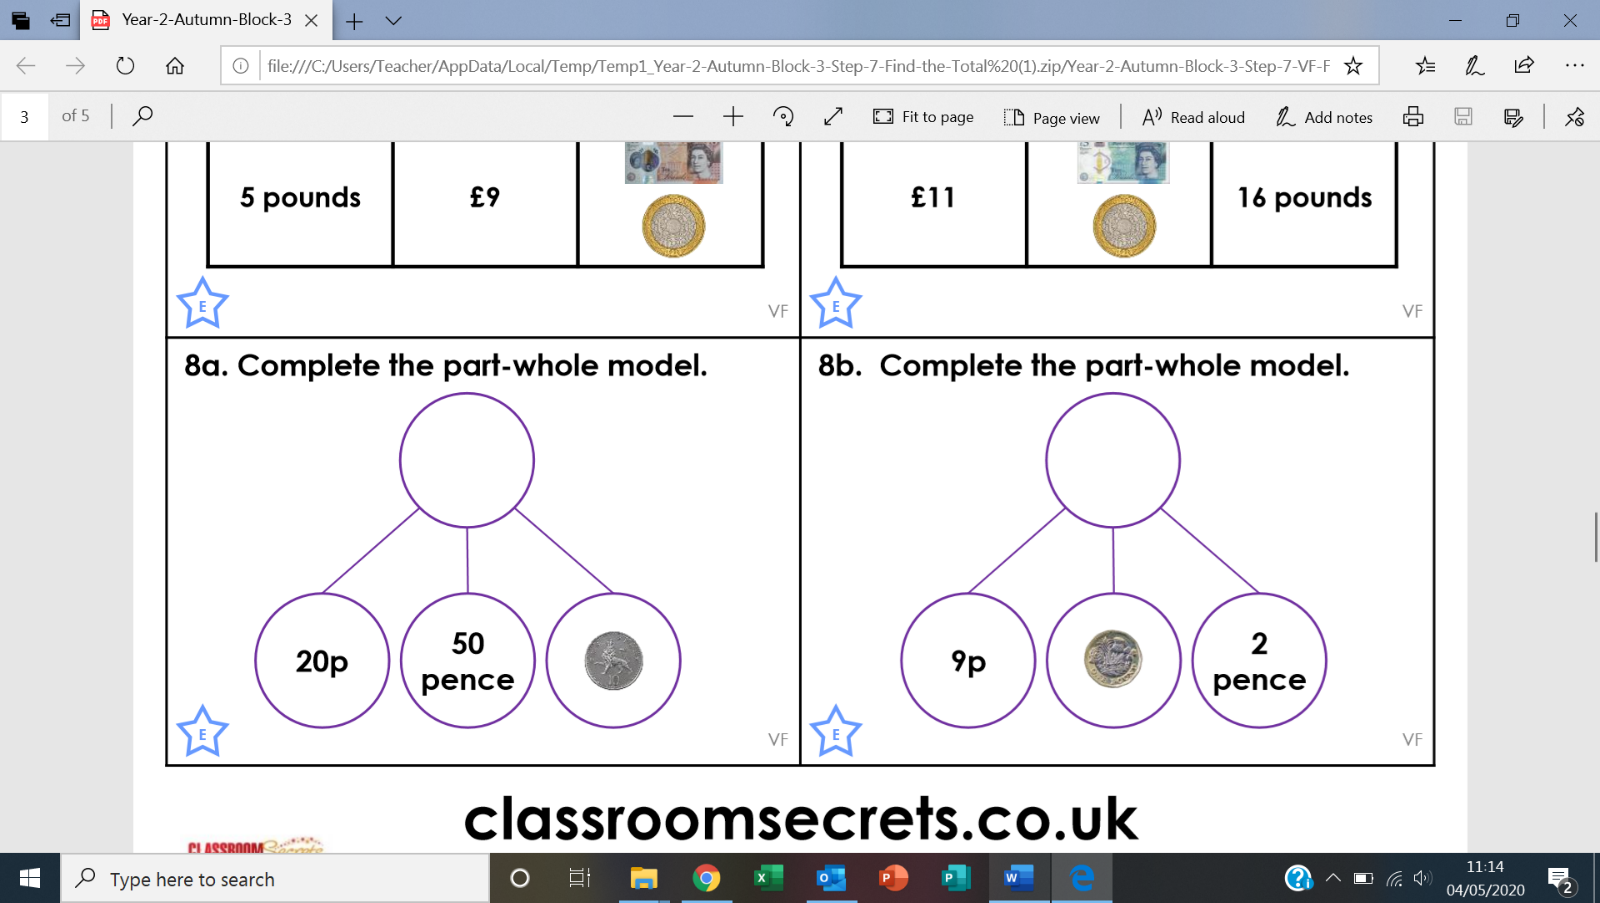 Year-2-Autumn-Block-3
file:///C:/Users/Teacher/AppData/Local/Temp/Temp1_Year-2-Autumn-Block-3-Step-7-Find-the-Total%20(1).zip/Year-2-Autumn-Block-3-Step-7-VF-F
3 of 5
Fit to page
Page view
Read aloud
Add notes
5 pounds
£9
£11
16 pounds
E
VF
E
VF
8a. Complete the part-whole model.
20p
50
pence
E
VF
8b. Complete the part-whole model.
9p
2
pence
E
VF
classroomsecrets.co.uk
CLASSROOM Secrets
Type here to search
11:14
04/05/2020
2